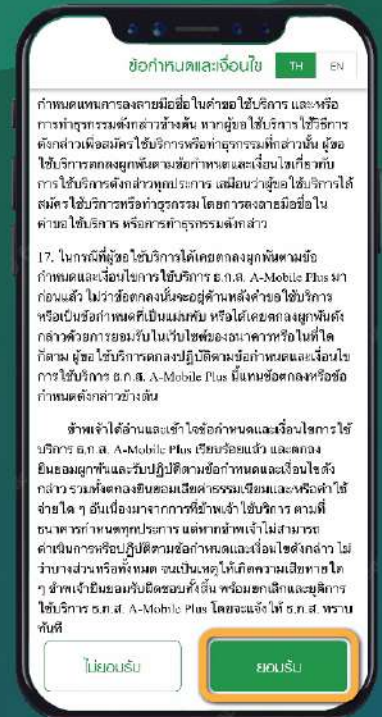 ข้อกำหนดและเงื่อนไข TH EN
กำหนดแทนการลงลายมือชื่อในคำขอใช้บริการ และ/หรือ
การทำธุรกรรมดังกล่าวข้างต้น หากผู้ขอใช้บริการใช้วิธีการ
ดังกล่าวเพื่อสมัครใช้บริการหรือทำธุรกรรมที่กล่าวนั้น ผู้ขอ
ใช้บริการตกลงผูกพันตามข้อกำหนดและเงื่อนไขเกี่ยวกับ
การใช้บริการดังกล่าวทุกประการ เสมือนว่าผู้ขอใช้บริการได้
สมัครใช้บริการหรือทำธุรกรรม โดยการลงลายมือชื่อใน
คำขอใช้บริการ หรือการทำธุรกรรมดังกล่าว
17. ในกรณีที่ผู้ขอใช้บริการได้เคยตกลงผูกพันตามข้อ
กำหนดและเงื่อนไขการใช้บริการ ธ.ก.ส. A-Mobile Plus มา
ก่อนแล้ว ไม่ว่าข้อตกลงนั้นจะอยู่ด้านหลังคำขอใช้บริการ
หรือเป็นข้อกำหนดที่เป็นแผ่นพับ หรือได้เคยตกลงผูกพันดัง
กล่าวด้วยการยอมรับในเว็บไซต์ของธนาคารหรือในที่ใด
ก็ตาม ผู้ขอใช้บริการตกลงปฏิบัติตามข้อกำหนดและเงื่อนไข
การใช้บริการ ธ.ก.ส. A-Mobile Plus นี้แทนข้อตกลงหรือข้อ
กำหนดดังกล่าวข้างต้น
ข้าพเจ้าได้อ่านและเข้าใจข้อกำหนดและเงื่อนไขการใช้
บริการ ธ.ก.ส. A-Mobile Plus เรียบร้อยแล้ว และตกลง
ยินยอมผูกพันและรับปฏิบัติตามข้อกำหนดและเงื่อนไขดัง
กล่าว รวมทั้งตกลงยินยอมเสียค่าธรรมเนียมและ/หรือค่าใช้
จ่ายใด ๆ อันเนื่องมาจากการที่ข้าพเจ้าใช้บริการ ตามที่
ธนาคารกำหนดทุกประการ แต่หากข้าพเจ้าไม่สามารถ
ดำเนินการหรือปฏิบัติตามข้อกำหนดและเงื่อนไขดังกล่าว ไม่
ว่าบางส่วนหรือทั้งหมด จนเป็นเหตุให้เกิดความเสียหายใด
ๆ ข้าพเจ้ายินยอมรับผิดชอบทั้งสิ้น พร้อมยกเลิกและยุติการ
ใช้บริการ ธ.ก.ส. A-Mobile Plus โดยจะแจ้งให้ ธ.ก.ส. ทราบ
ทันที
ไม่ยอมรับ ยอมรับ